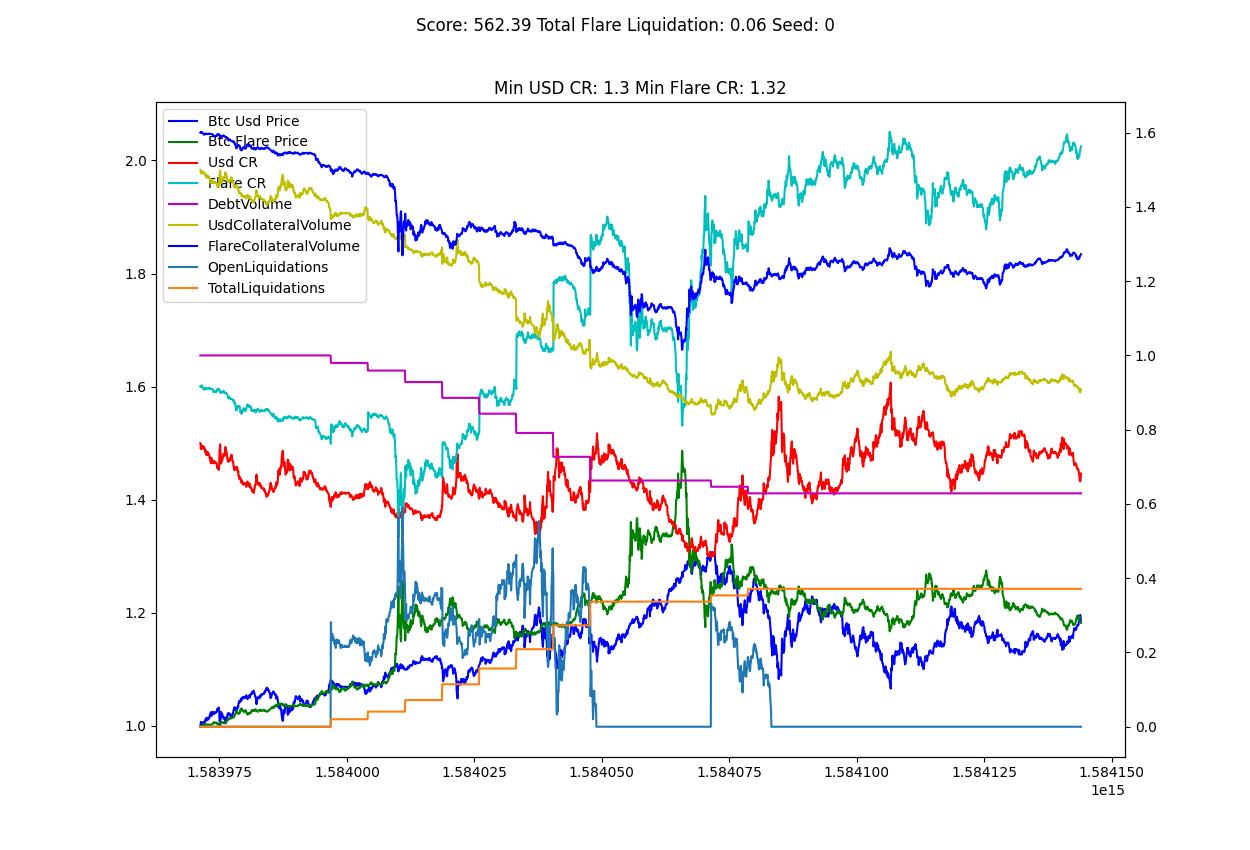 Score: 562.39 Total Flare Liquidation: 0.06 Seed: 0
Min USD CR: 1.3 Min Flare CR: 1.32
Btc Usd Price
Btc Flare Price
Usd CR
Flare CR
DebtVolume
UsdCollateralVolume
FlareCollateralVolume
OpenLiquidations
TotalLiquidations
2.0
1.8
1.6
1.4
1.2
1.0
1.6
1.4
1.2
1.0
0.8
0.6
0.4
0.2
0.0
1.583975 1.584000 1.584025 1.584050 1.584075 1.584100 1.584125 1.584150
1e15